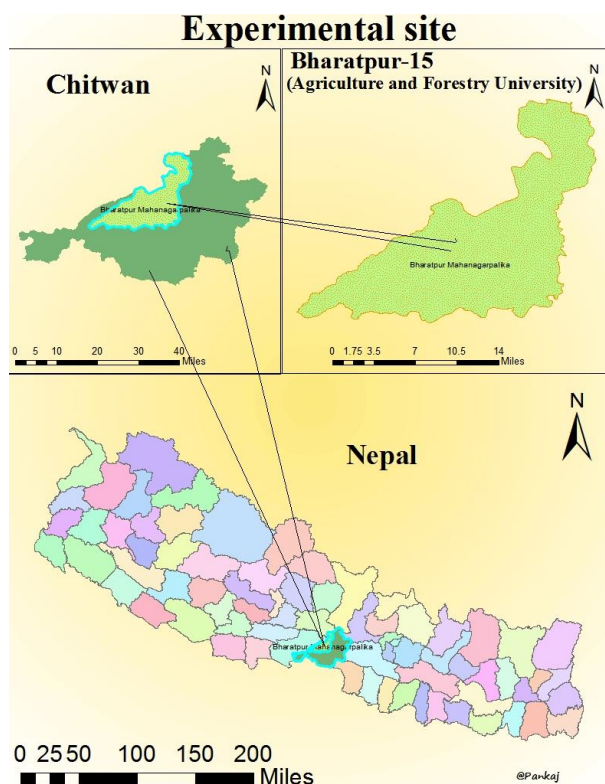 Experimental site
Chitwan
N
Bharatpur Mahanagarpalika
0 5 10 20 30 40
Miles
Bharatpur-15
(Agriculture and Forestry University)
N
Bharatpur Mahanagarpalika
0 1.75 3.5 7 10.5 14
Miles
Nepal
N
Bharatpur Mahanagarpalika
0 25 50 100 150 200
Miles
@Pankaj